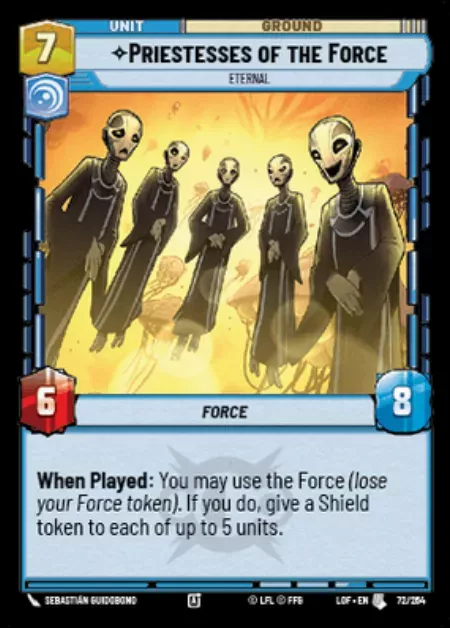 UNIT GROUND
7 ✧PRIESTESSES OF THE FORCE
ETERNAL
6 FORCE 8
When Played: You may use the Force (lose
your Force token). If you do, give a Shield
token to each of up to 5 units.
SEBASTIÁN GUIDOBONO A © LFL © FFG LOF • EN 72/264